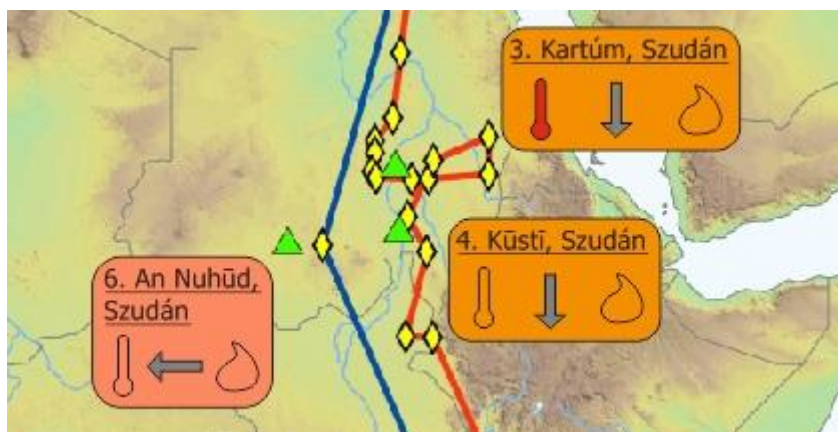 3. Kartúm, Szudán
4. Kūstī, Szudán
6. An Nuhūd,
Szudán